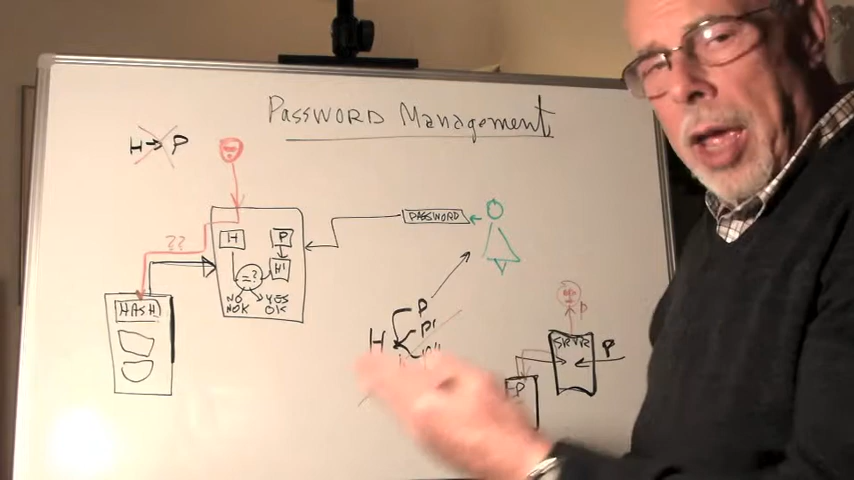 PASSWORD Management
H → P
PASSWORD
H
P
??
H'
=?
HASH
NO
NOK
YES
OK
P
P'
H
P
SRVR
P
P